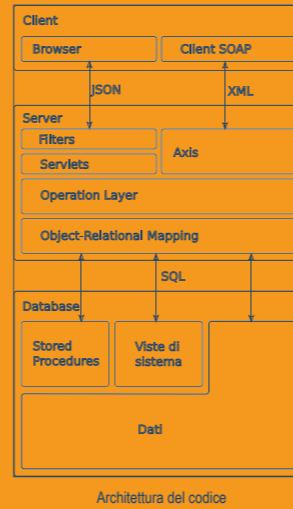 Client
Browser
Client SOAP
JSON
XML
Server
Filters
Axis
Servlets
Operation Layer
Object-Relational Mapping
SQL
Database
Stored
Procedures
Viste di
sistema
Dati
Architettura del codice